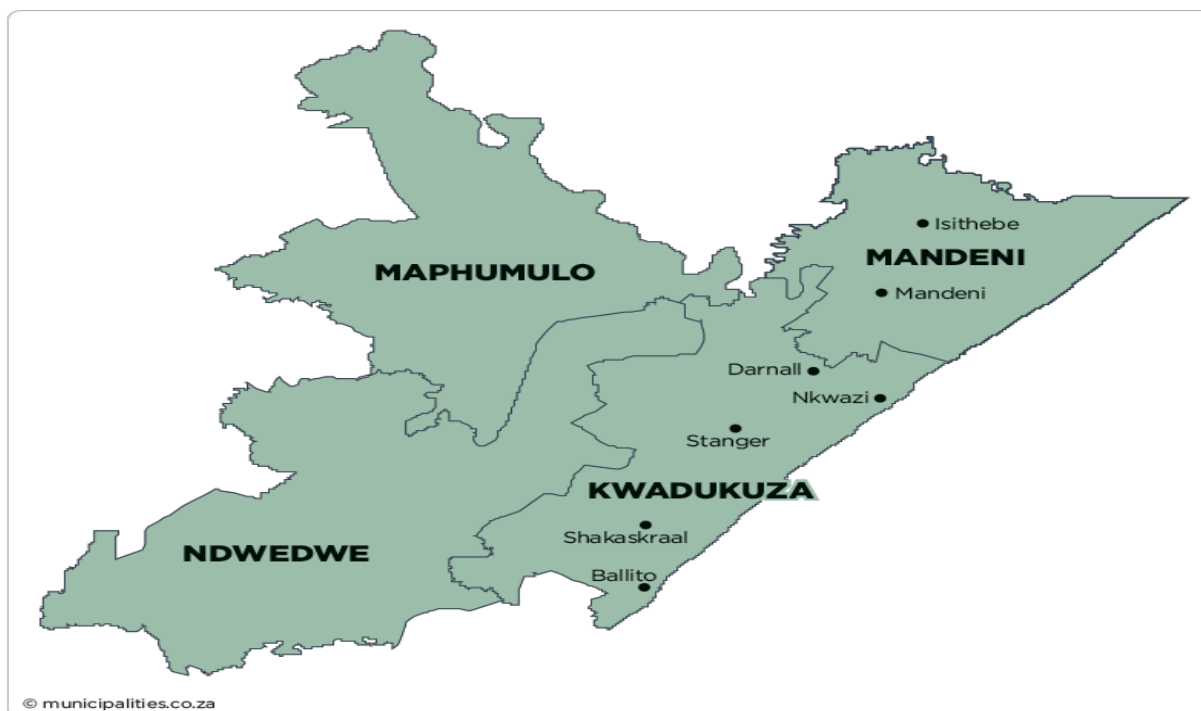 Isithebe
MANDENI
MAPHUMULO
Mandeni
Darnall
Nkwazi
Stanger
KWADUKUZA
Shakaskraal
NDWEDWE
Ballito
© municipalities.co.za